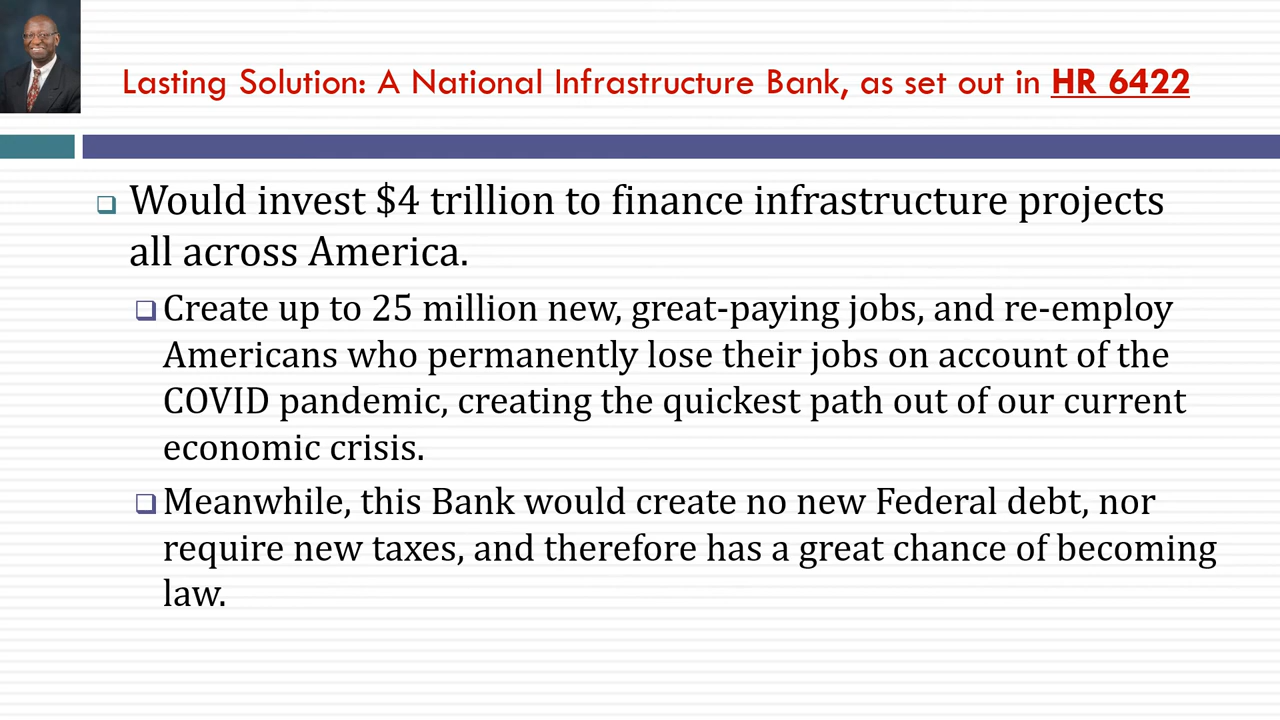 Lasting Solution: A National Infrastructure Bank, as set out in HR 6422
Would invest $4 trillion to finance infrastructure projects
all across America.
Create up to 25 million new, great-paying jobs, and re-employ
Americans who permanently lose their jobs on account of the
COVID pandemic, creating the quickest path out of our current
economic crisis.
Meanwhile, this Bank would create no new Federal debt, nor
require new taxes, and therefore has a great chance of becoming
law.